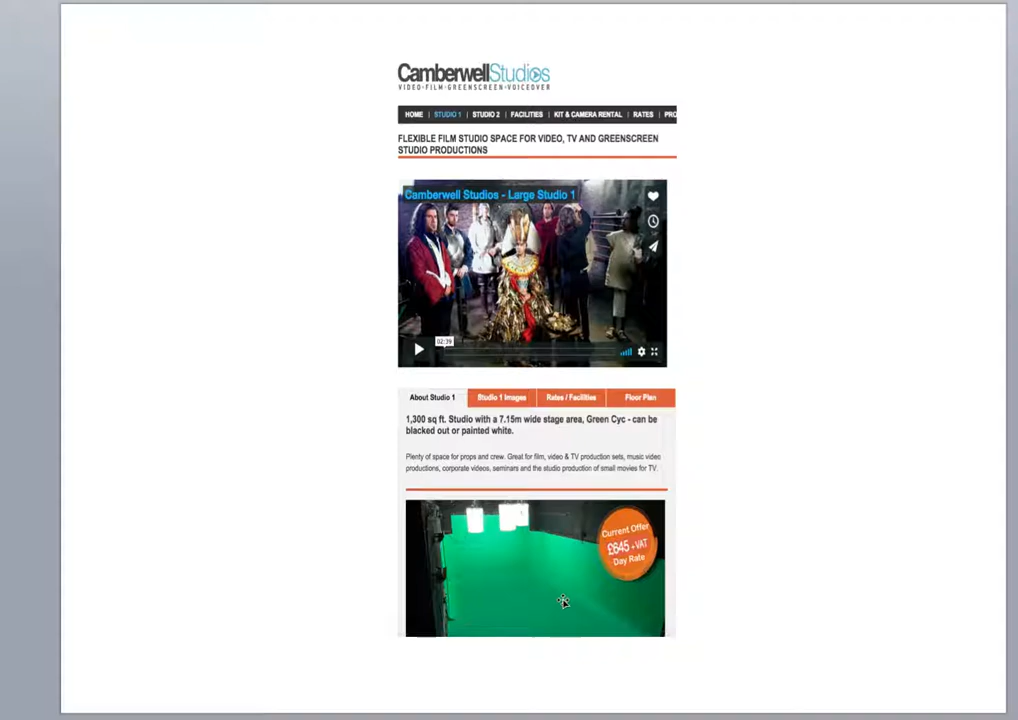 CamberwellStudios
VIDEO·FILM·GREENSCREEN·VOICEOVER
HOME | STUDIO 1 | STUDIO 2 | FACILITIES | KIT & CAMERA RENTAL | RATES | PRO
FLEXIBLE FILM STUDIO SPACE FOR VIDEO, TV AND GREENSCREEN
STUDIO PRODUCTIONS
Camberwell Studios - Large Studio 1
02:39
About Studio 1 Studio 1 Images Rates / Facilities Floor Plan
1,300 sq ft. Studio with a 7.15m wide stage area, Green Cyc - can be
blacked out or painted white.
Plenty of space for props and crew. Great for film, video & TV production sets, music video
productions, corporate videos, seminars and the studio production of small movies for TV.
Current Offer
£645 +VAT
Day Rate